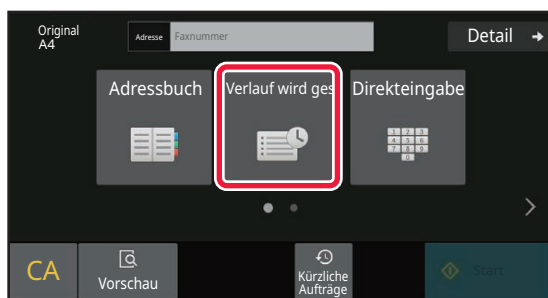 Original
A4
Adresse
Faxnummer
Detail
Adressbuch
Verlauf wird ges
Direkteingabe
1 2 3
4 5 6
7 8 9
0
CA
Vorschau
Kürzliche
Aufträge
Start